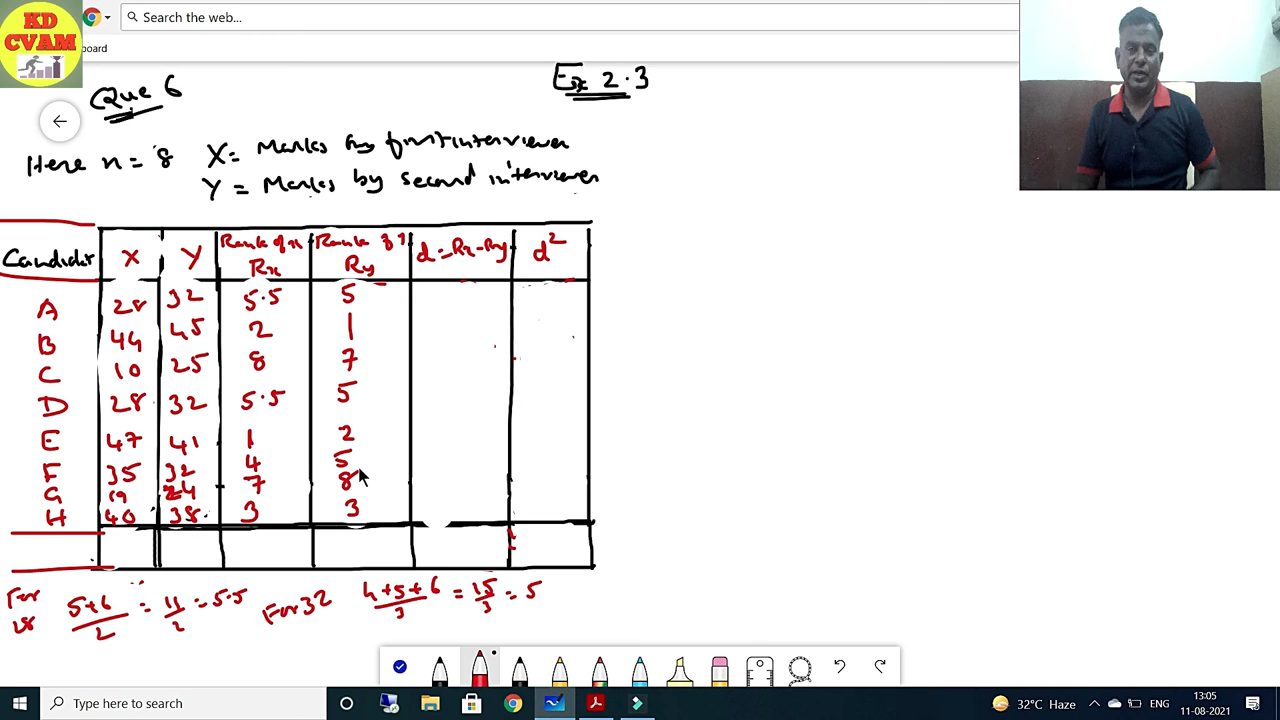 KD
CVAM
Search the web...
board
Que 6
Ex 2.3
Here n = 8 X = Marks by first interviewer
Y = Marks by second interviewer
Candidate X Y Rank of x Rx Rank of y Ry d = Rx - Ry d²
A 28 32 5.5 5
B 44 45 2 1
C 10 25 8 7
D 28 32 5.5 5
E 47 41 1 2
F 35 32 4 5
G 19 24 7 8
H 40 38 3 3
For 28 5+6/2 = 11/2 = 5.5 For 32 4+5+6/3 = 15/3 = 5
Type here to search
32°C Haze
ENG
13:05
11-08-2021